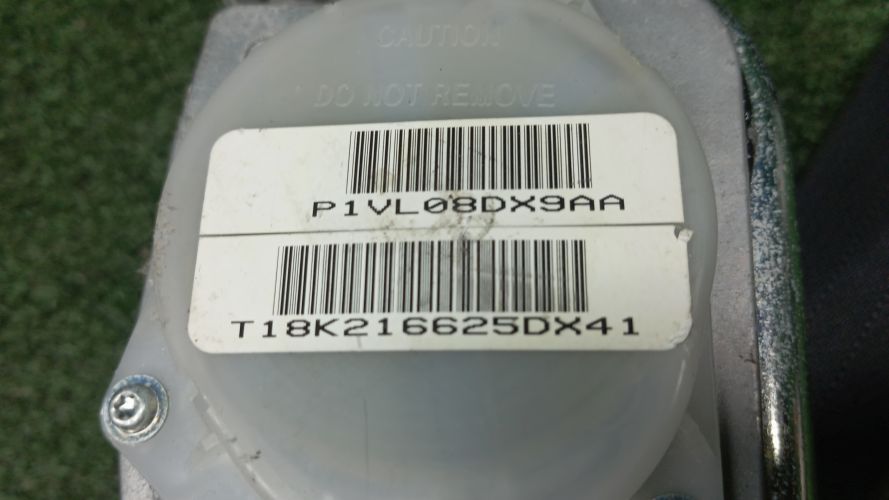 CAUTION
DO NOT REMOVE
P1VL08DX9AA
T18K216625DX41